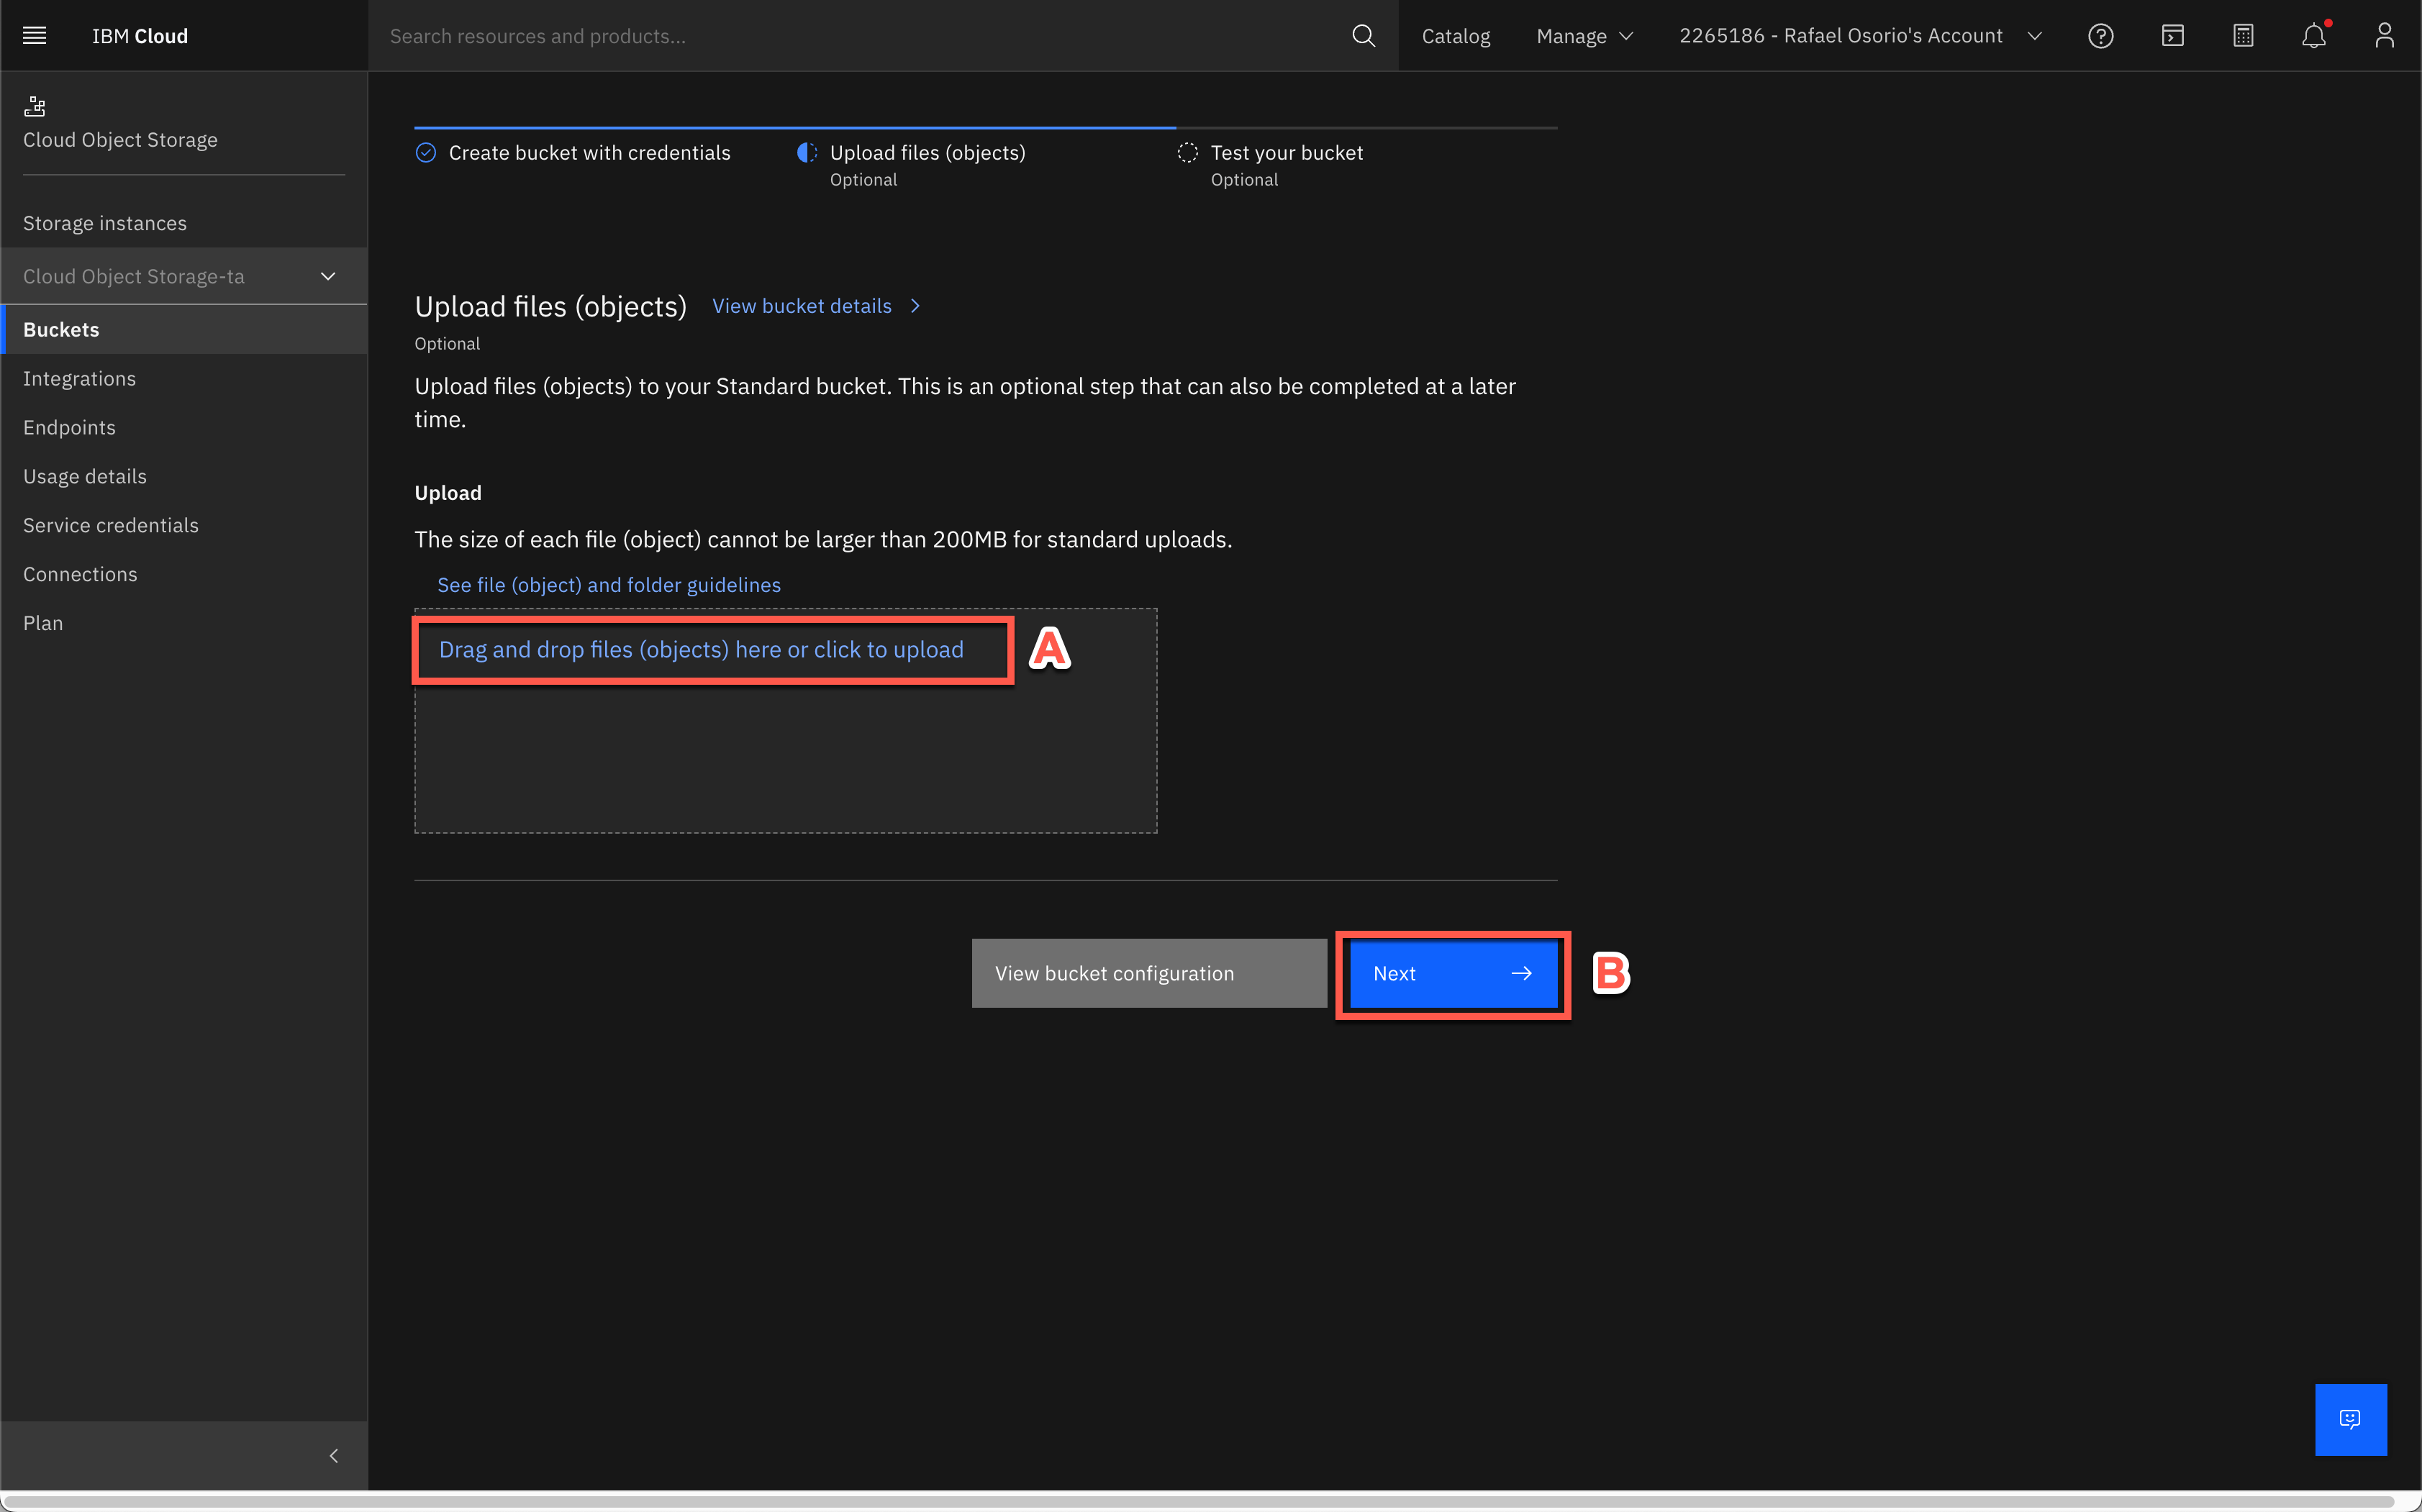 IBM Cloud
Search resources and products...
Catalog
Manage
2265186 - Rafael Osorio's Account
Cloud Object Storage
Storage instances
Cloud Object Storage-ta
Buckets
Integrations
Endpoints
Usage details
Service credentials
Connections
Plan
Create bucket with credentials
Upload files (objects)
Optional
Test your bucket
Optional
Upload files (objects)
View bucket details
Optional
Upload files (objects) to your Standard bucket. This is an optional step that can also be completed at a later
time.
Upload
The size of each file (object) cannot be larger than 200MB for standard uploads.
See file (object) and folder guidelines
Drag and drop files (objects) here or click to upload
A
View bucket configuration
Next
B